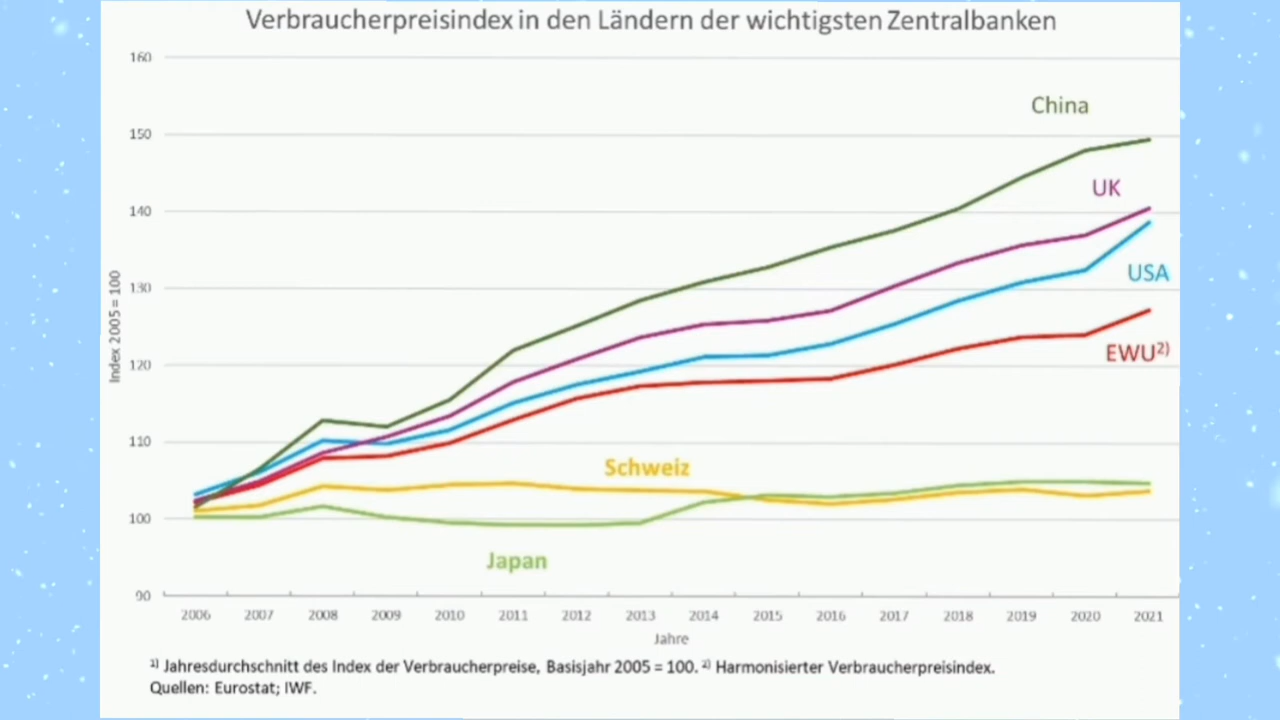 Verbraucherpreisindex in den Ländern der wichtigsten Zentralbanken
160
150
140
130
120
110
100
90
Index 2005 = 100
China
UK
USA
EWU²⁾
Schweiz
Japan
2006 2007 2008 2009 2010 2011 2012 2013 2014 2015 2016 2017 2018 2019 2020 2021
Jahre
¹⁾ Jahresdurchschnitt des Index der Verbraucherpreise, Basisjahr 2005 = 100. ²⁾ Harmonisierter Verbraucherpreisindex.
Quellen: Eurostat; IWF.